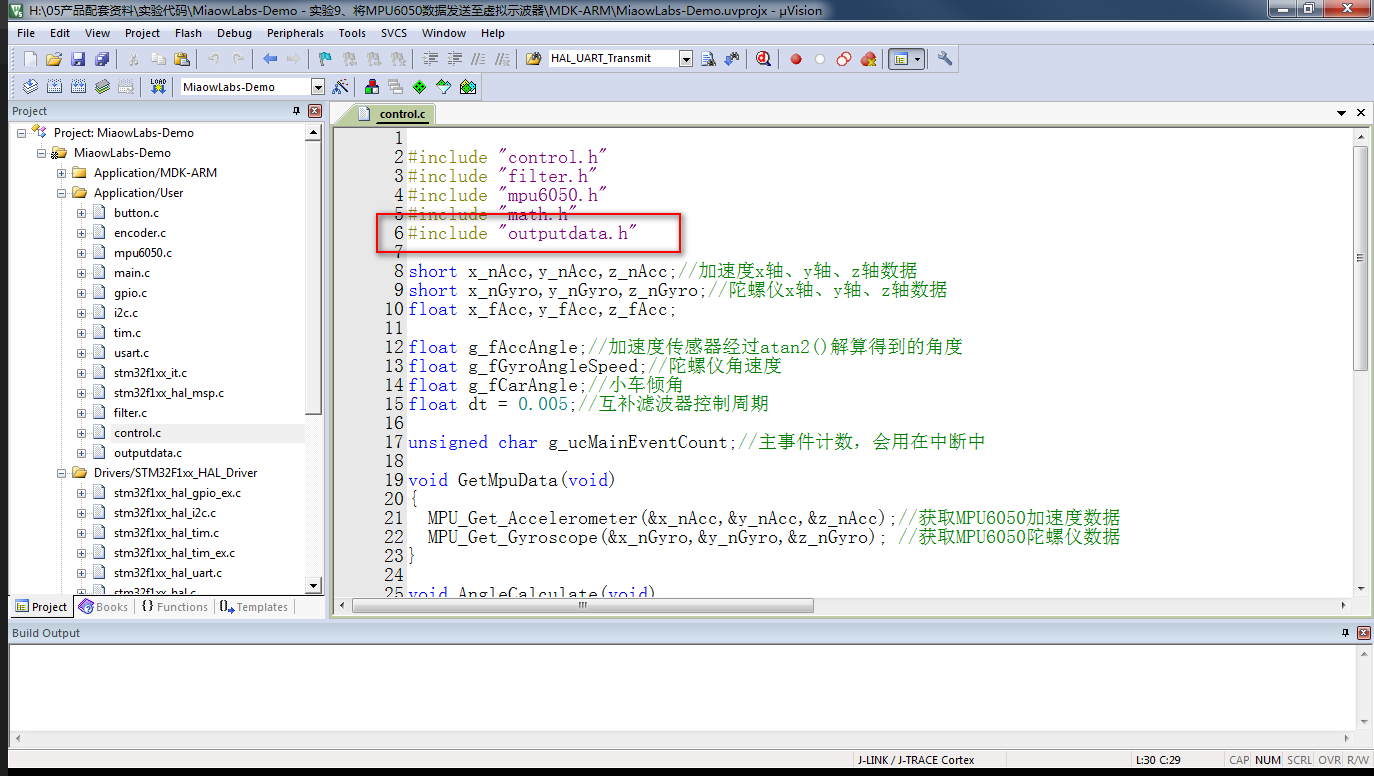 H:\05产品配套资料\实验代码\MiaowLabs-Demo - 实验9、将MPU6050数据发送至虚拟示波器\MDK-ARM\MiaowLabs-Demo.uvprojx - µVision
File Edit View Project Flash Debug Peripherals Tools SVCS Window Help
HAL_UART_Transmit
LOAD MiaowLabs-Demo
Project
Project: MiaowLabs-Demo
MiaowLabs-Demo
Application/MDK-ARM
Application/User
button.c
encoder.c
mpu6050.c
main.c
gpio.c
i2c.c
tim.c
usart.c
stm32f1xx_it.c
stm32f1xx_hal_msp.c
filter.c
control.c
outputdata.c
Drivers/STM32F1xx_HAL_Driver
stm32f1xx_hal_gpio_ex.c
stm32f1xx_hal_i2c.c
stm32f1xx_hal_tim.c
stm32f1xx_hal_tim_ex.c
stm32f1xx_hal_uart.c
stm32f1xx_hal.c
Project Books {} Functions Templates
control.c
1
2 #include "control.h"
3 #include "filter.h"
4 #include "mpu6050.h"
5 #include "math.h"
6 #include "outputdata.h"
7
8 short x_nAcc,y_nAcc,z_nAcc;//加速度x轴、y轴、z轴数据
9 short x_nGyro,y_nGyro,z_nGyro;//陀螺仪x轴、y轴、z轴数据
10 float x_fAcc,y_fAcc,z_fAcc;
11
12 float g_fAccAngle;//加速度传感器经过atan2()解算得到的角度
13 float g_fGyroAngleSpeed;//陀螺仪角速度
14 float g_fCarAngle;//小车倾角
15 float dt = 0.005;//互补滤波器控制周期
16
17 unsigned char g_ucMainEventCount;//主事件计数，会用在中断中
18
19 void GetMpuData(void)
20 {
21 MPU_Get_Accelerometer(&x_nAcc,&y_nAcc,&z_nAcc);//获取MPU6050加速度数据
22 MPU_Get_Gyroscope(&x_nGyro,&y_nGyro,&z_nGyro); //获取MPU6050陀螺仪数据
23 }
24
25 void AngleCalculate(void)
Build Output
J-LINK / J-TRACE Cortex L:30 C:29 CAP NUM SCRL OVR R/W